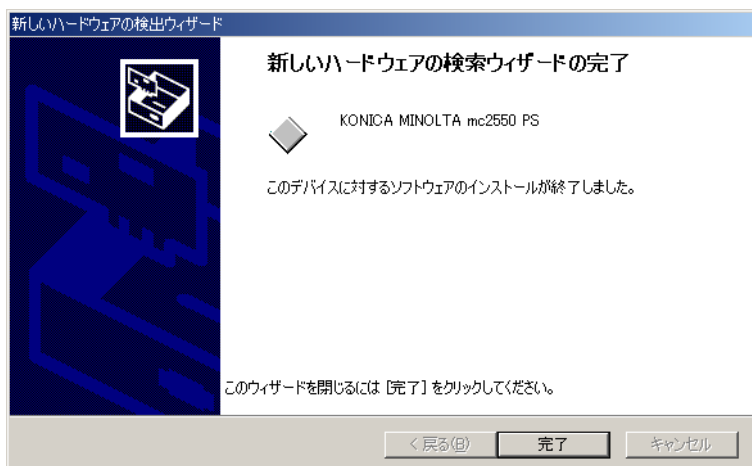 新しいハードウェアの検出ウィザード
新しいハードウェアの検索ウィザードの完了
KONICA MINOLTA mc2550 PS
このデバイスに対するソフトウェアのインストールが終了しました。
このウィザードを閉じるには [完了] をクリックしてください。
< 戻る(B) 完了 キャンセル